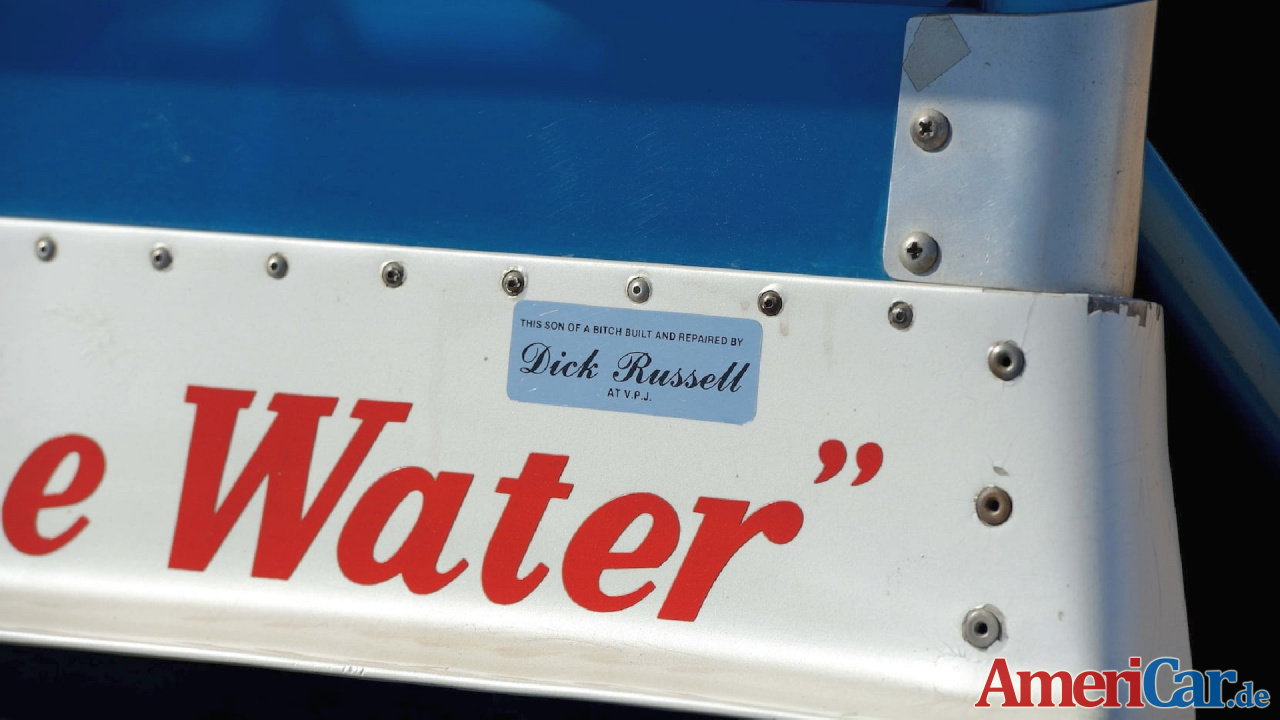 THIS SON OF A BITCH BUILT AND REPAIRED BY
Dick Russell
AT V.P.J.
e Water”
AmeriCar.de